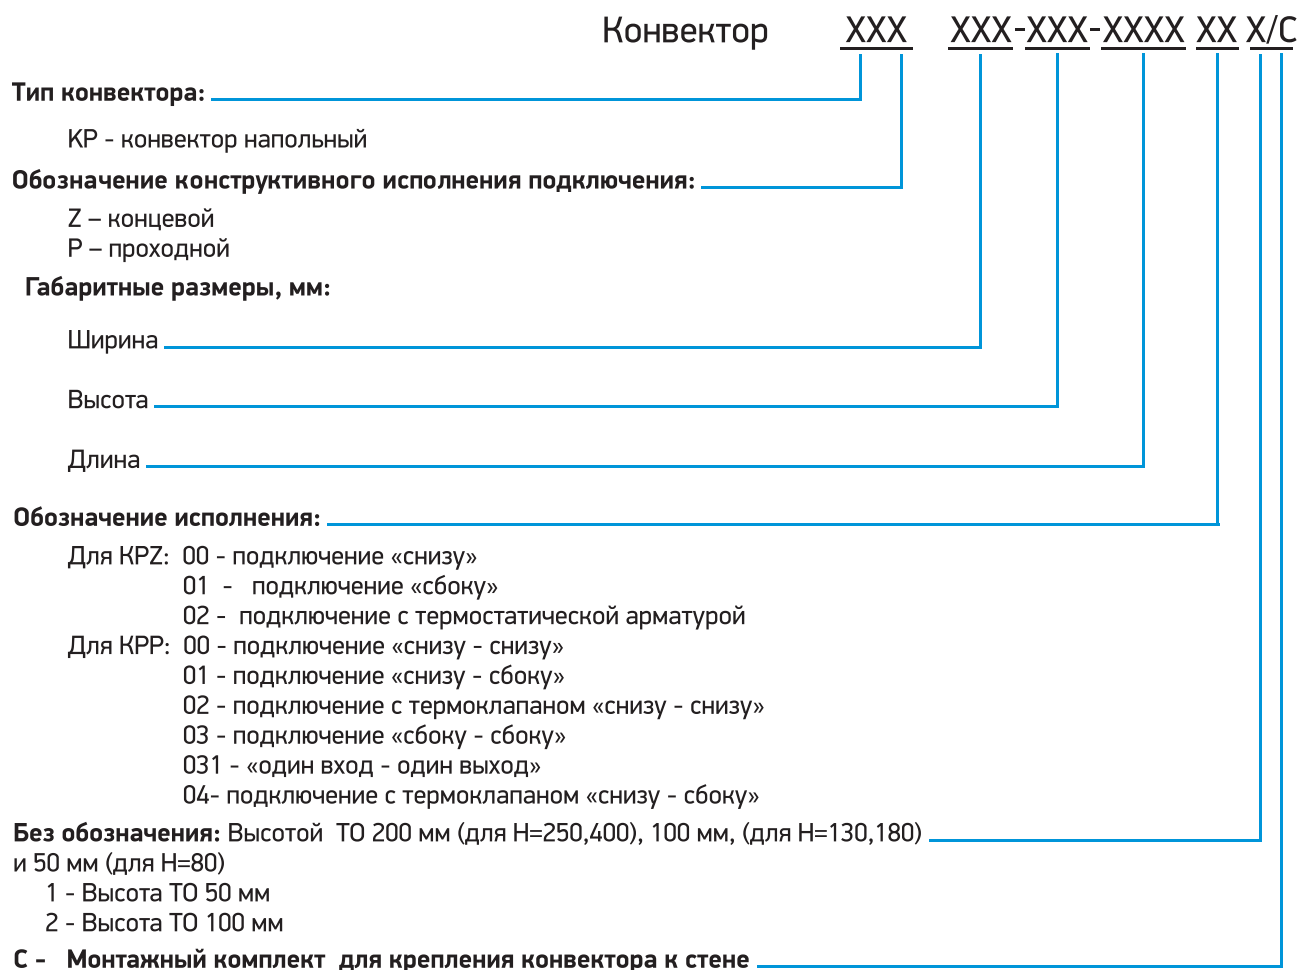 Конвектор XXX XXX-XXX-XXXX XX X/C
Тип конвектора:
KP - конвектор напольный
Обозначение конструктивного исполнения подключения:
Z – концевой
P – проходной
Габаритные размеры, мм:
Ширина
Высота
Длина
Обозначение исполнения:
Для KPZ: 00 - подключение «снизу»
01 - подключение «сбоку»
02 - подключение с термостатической арматурой
Для КРР: 00 - подключение «снизу - снизу»
01 - подключение «снизу - сбоку»
02 - подключение с термоклапаном «снизу - снизу»
03 - подключение «сбоку - сбоку»
031 - «один вход - один выход»
04- подключение с термоклапаном «снизу - сбоку»
Без обозначения: Высотой ТО 200 мм (для Н=250,400), 100 мм, (для Н=130,180)
и 50 мм (для Н=80)
1 - Высота ТО 50 мм
2 - Высота ТО 100 мм
С - Монтажный комплект для крепления конвектора к стене